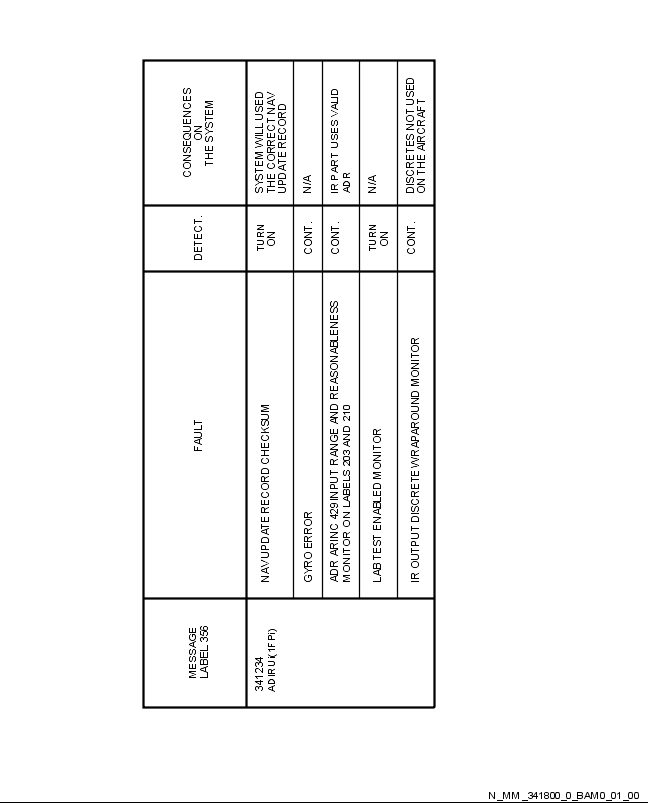 MESSAGE
LABEL 356
FAULT
DETECT.
CONSEQUENCES
ON
THE SYSTEM
341234
ADIRUi(1FPi)
NAV UPDATE RECORD CHECKSUM
TURN
ON
SYSTEM WILL USED
THE CORRECT NAV
UPDATE RECORD
GYRO ERROR
CONT.
N/A
ADR ARINC 429 INPUT RANGE AND REASONABLENESS
MONITOR ON LABELS 203 AND 210
CONT.
IR PART USES VALID
ADR
LAB TEST ENABLED MONITOR
TURN
ON
N/A
IR OUTPUT DISCRETE WRAPAROUND MONITOR
CONT.
DISCRETES NOT USED
ON THE AIRCRAFT
N_MM_341800_0_BAM0_01_00